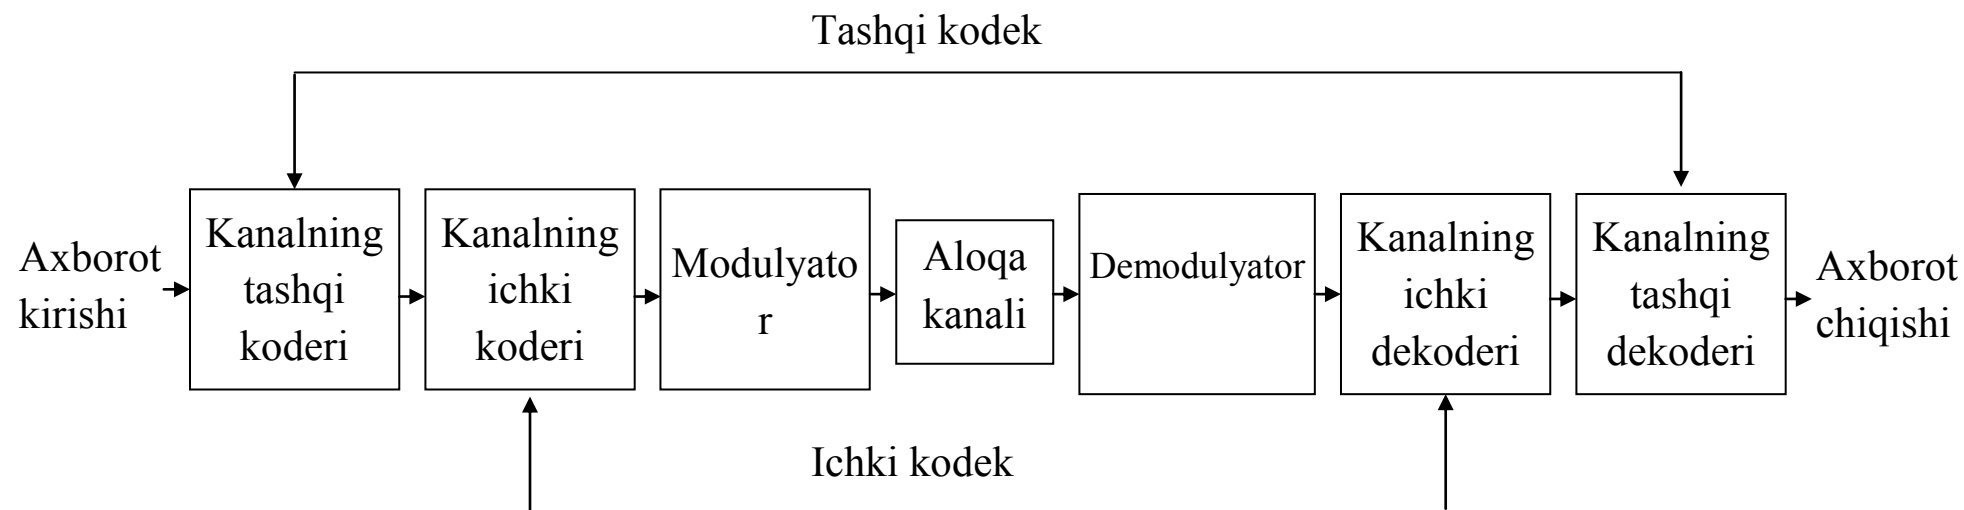 Tashqi kodek
Axborot
kirishi
Kanalning
tashqi
koderi
Kanalning
ichki
koderi
Modulyato
r
Aloqa
kanali
Demodulyator
Kanalning
ichki
dekoderi
Kanalning
tashqi
dekoderi
Axborot
chiqishi
Ichki kodek